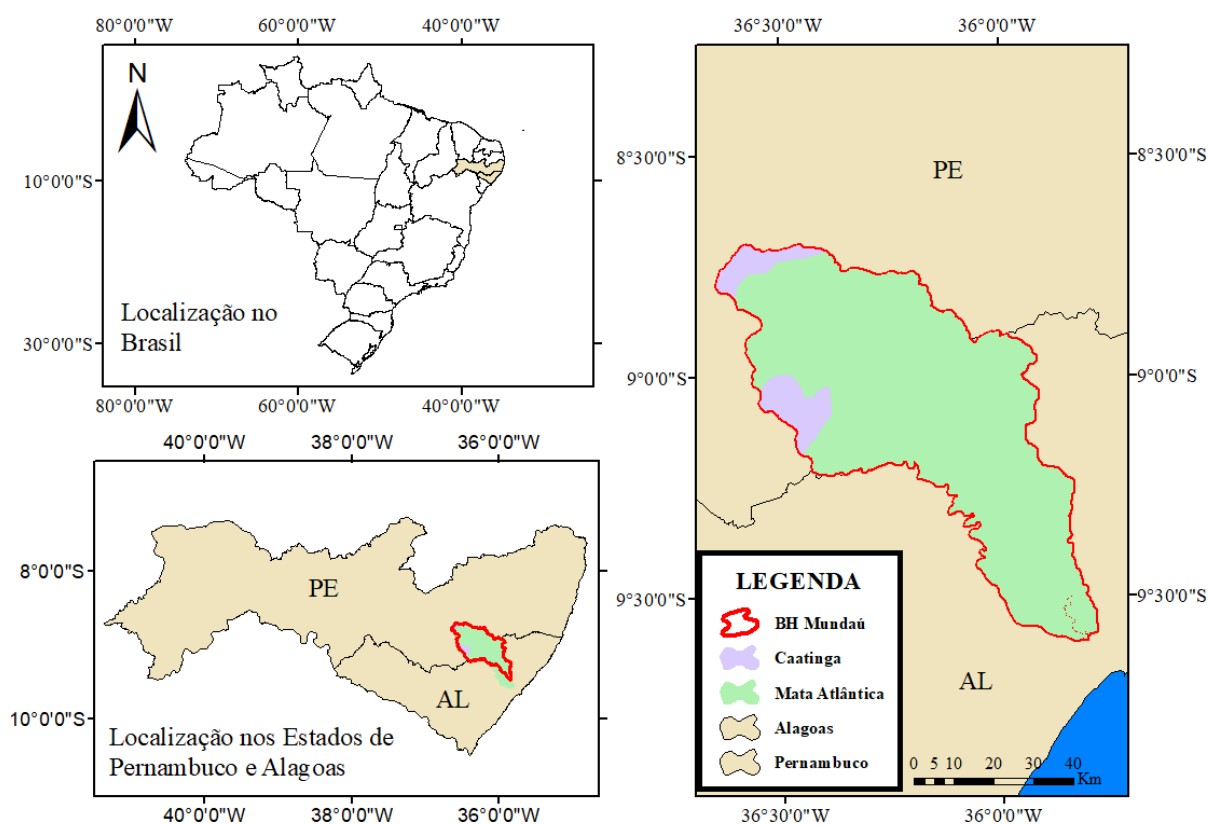 80°0'0"W 60°0'0"W 40°0'0"W
N
10°0'0"S
30°0'0"S
Localização no
Brasil
80°0'0"W 60°0'0"W 40°0'0"W
40°0'0"W 38°0'0"W 36°0'0"W
8°0'0"S
10°0'0"S
PE
AL
Localização nos Estados de
Pernambuco e Alagoas
40°0'0"W 38°0'0"W 36°0'0"W
36°30'0"W 36°0'0"W
8°30'0"S 8°30'0"S
PE
9°0'0"S 9°0'0"S
9°30'0"S 9°30'0"S
AL
LEGENDA
BH Mundaú
Caatinga
Mata Atlântica
Alagoas
Pernambuco
0 5 10 20 30 40
Km
36°30'0"W 36°0'0"W